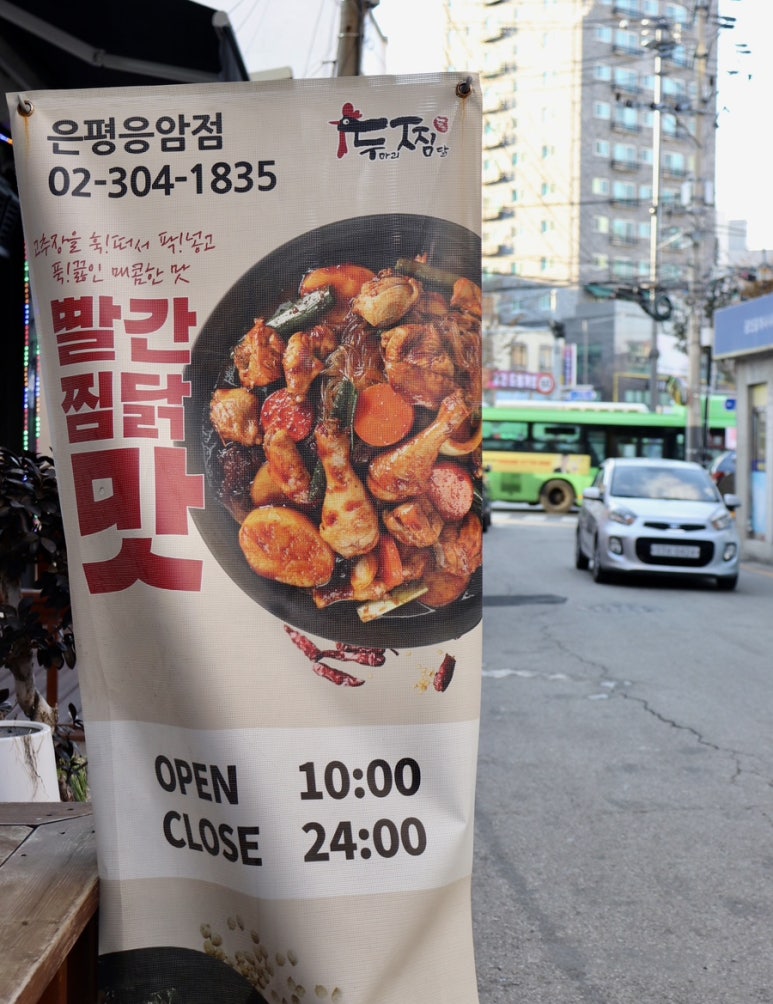 은평응암점
02-304-1835
두마리찜닭
고추장을 훅!떠서 팍!넣고
푹!끓인 매콤한 맛
빨간
찜닭
맛
OPEN 10:00
CLOSE 24:00